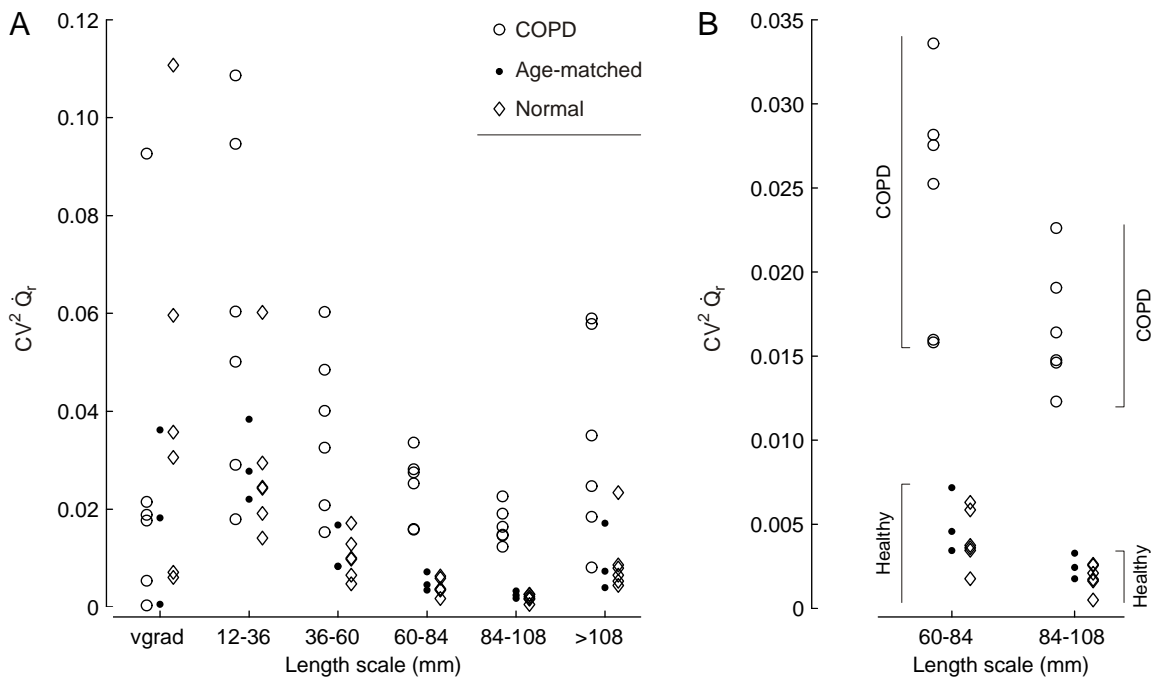 A
0.12
0.10
0.08
0.06
0.04
0.02
0
CV² Q̇r
COPD
Age-matched
Normal
vgrad 12-36 36-60 60-84 84-108 >108
Length scale (mm)
B
0.035
0.030
0.025
0.020
0.015
0.010
0.005
0
CV² Q̇r
COPD
COPD
Healthy
Healthy
60-84 84-108
Length scale (mm)